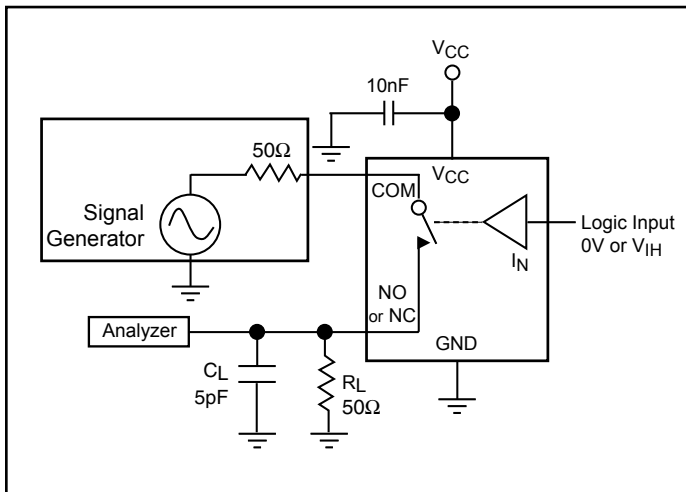 VCC
10nF
50Ω
VCC
COM
Signal
Generator
Logic Input
0V or VIH
IN
NO
or NC
Analyzer
GND
CL
5pF
RL
50Ω